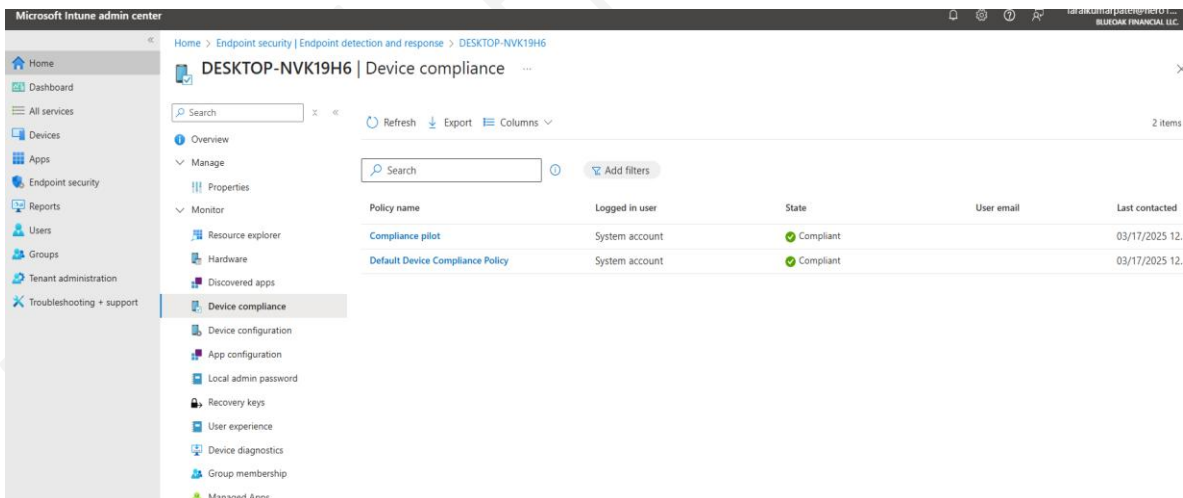 Microsoft Intune admin center
BLUEOAK FINANCIAL LLC.
Home > Endpoint security | Endpoint detection and response > DESKTOP-NVK19H6
DESKTOP-NVK19H6 | Device compliance ...
Home
Dashboard
All services
Devices
Apps
Endpoint security
Reports
Users
Groups
Tenant administration
Troubleshooting + support
Search
Overview
Manage
Properties
Monitor
Resource explorer
Hardware
Discovered apps
Device compliance
Device configuration
App configuration
Local admin password
Recovery keys
User experience
Device diagnostics
Group membership
Managed Apps
Refresh Export Columns 2 items
Search Add filters
Policy name Logged in user State User email Last contacted
Compliance pilot System account Compliant 03/17/2025 12.
Default Device Compliance Policy System account Compliant 03/17/2025 12.